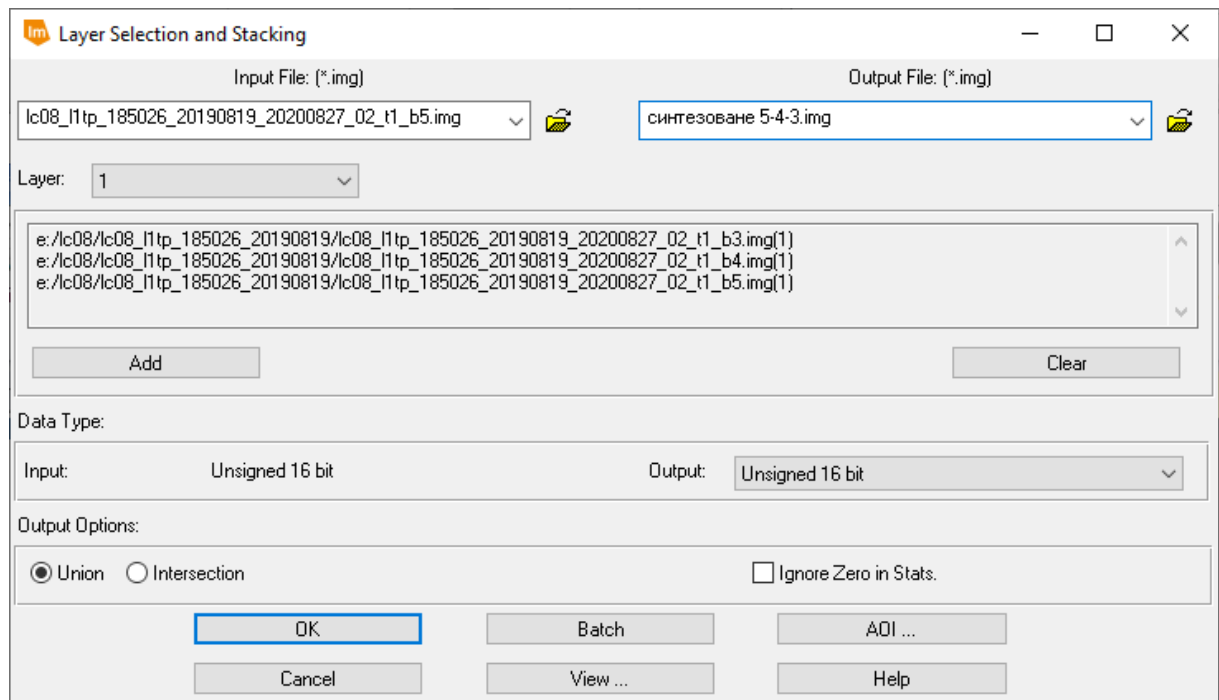 Im Layer Selection and Stacking
Input File: (*.img) Output File: (*.img)
lc08_l1tp_185026_20190819_20200827_02_t1_b5.img синтезоване 5-4-3.img
Layer: 1
e:/lc08/lc08_l1tp_185026_20190819/lc08_l1tp_185026_20190819_20200827_02_t1_b3.img(1)
e:/lc08/lc08_l1tp_185026_20190819/lc08_l1tp_185026_20190819_20200827_02_t1_b4.img(1)
e:/lc08/lc08_l1tp_185026_20190819/lc08_l1tp_185026_20190819_20200827_02_t1_b5.img(1)
Add Clear
Data Type:
Input: Unsigned 16 bit Output: Unsigned 16 bit
Output Options:
Union Intersection Ignore Zero in Stats.
OK Batch AOI ...
Cancel View ... Help